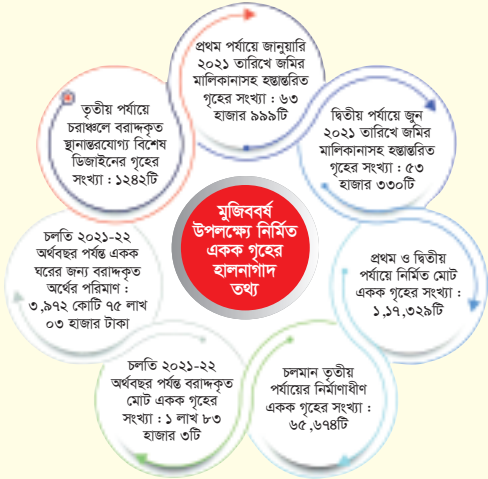 মুজিববর্ষ
উপলক্ষ্যে নির্মিত
একক গৃহের
হালনাগাদ
তথ্য
প্রথম পর্যায়ে জানুয়ারি
২০২১ তারিখে জমির
মালিকানাসহ হস্তান্তরিত
গৃহের সংখ্যা : ৬৩
হাজার ৯৯৯টি
দ্বিতীয় পর্যায়ে জুন
২০২১ তারিখে জমির
মালিকানাসহ হস্তান্তরিত
গৃহের সংখ্যা : ৫৩
হাজার ৩৩০টি
প্রথম ও দ্বিতীয়
পর্যায়ে নির্মিত মোট
একক গৃহের সংখ্যা :
১,১৭,৩২৯টি
চলমান তৃতীয়
পর্যায়ের নির্মাণাধীণ
একক গৃহের সংখ্যা :
৬৫,৬৭৪টি
চলতি ২০২১-২২
অর্থবছর পর্যন্ত বরাদ্দকৃত
মোট একক গৃহের
সংখ্যা : ১ লাখ ৮৩
হাজার ৩টি
চলতি ২০২১-২২
অর্থবছর পর্যন্ত একক
ঘরের জন্য বরাদ্দকৃত
অর্থের পরিমাণ :
৩,৯৭২ কোটি ৭৫ লাখ
০৩ হাজার টাকা
তৃতীয় পর্যায়ে
চরাঞ্চলে বরাদ্দকৃত
স্থানান্তরযোগ্য বিশেষ
ডিজাইনের গৃহের
সংখ্যা : ১২৪২টি